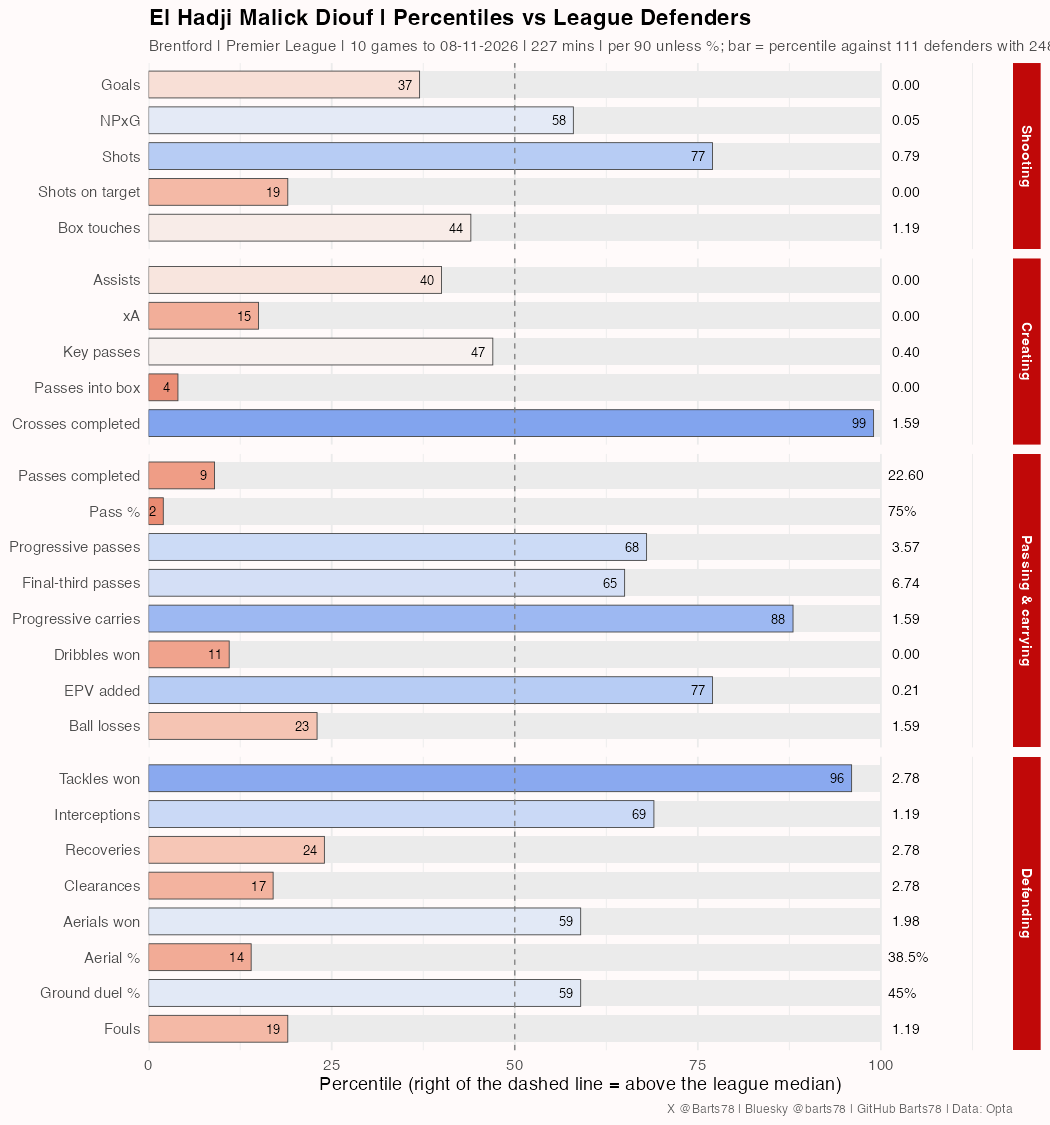 El Hadji Malick Diouf | Percentiles vs League Defenders
Brentford | Premier League | 10 games to 08-11-2026 | 227 mins | per 90 unless %; bar = percentile against 111 defenders with
Goals 37 0.00
NPxG 58 0.05
Shots 77 0.79
Shots on target 19 0.00
Box touches 44 1.19
Shooting
Assists 40 0.00
xA 15 0.00
Key passes 47 0.40
Passes into box 4 0.00
Crosses completed 99 1.59
Creating
Passes completed 9 22.60
Pass % 2 75%
Progressive passes 68 3.57
Final-third passes 65 6.74
Progressive carries 88 1.59
Dribbles won 11 0.00
EPV added 77 0.21
Ball losses 23 1.59
Passing & carrying
Tackles won 96 2.78
Interceptions 69 1.19
Recoveries 24 2.78
Clearances 17 2.78
Aerials won 59 1.98
Aerial % 14 38.5%
Ground duel % 59 45%
Fouls 19 1.19
Defending
0 25 50 75 100
Percentile (right of the dashed line = above the league median)
X @Barts78 | Bluesky @barts78 | GitHub Barts78 | Data: Opta